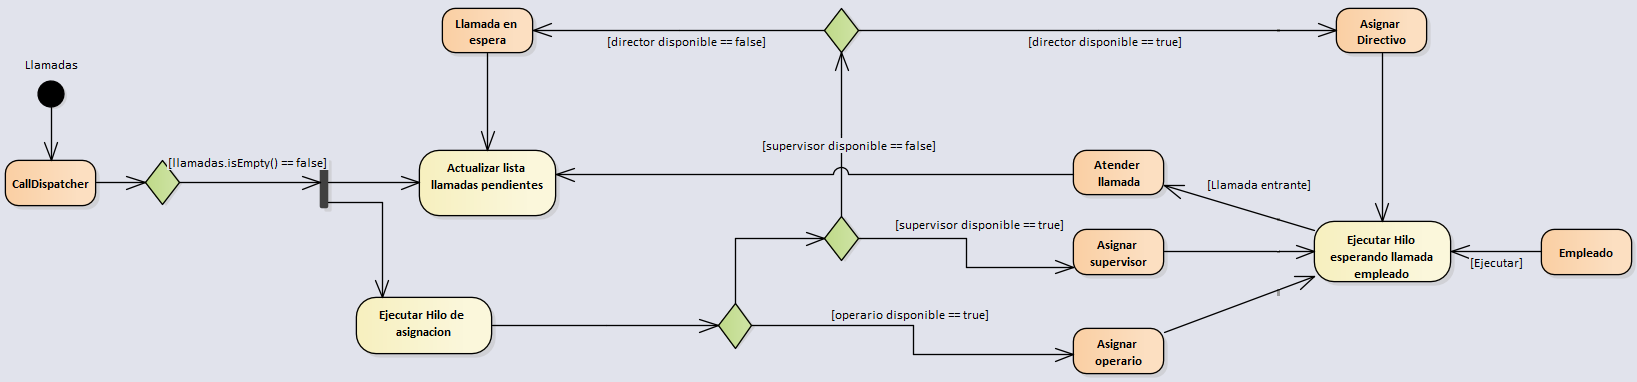 Llamada en
espera
[director disponible == false]
[director disponible == true]
Asignar
Directivo
Llamadas
CallDispatcher
[llamadas.isEmpty() == false]
Actualizar lista
llamadas pendientes
[supervisor disponible == false]
Atender
llamada
[Llamada entrante]
[supervisor disponible == true]
Asignar
supervisor
Ejecutar Hilo
esperando llamada
empleado
[Ejecutar]
Empleado
Ejecutar Hilo de
asignacion
[operario disponible == true]
Asignar
operario